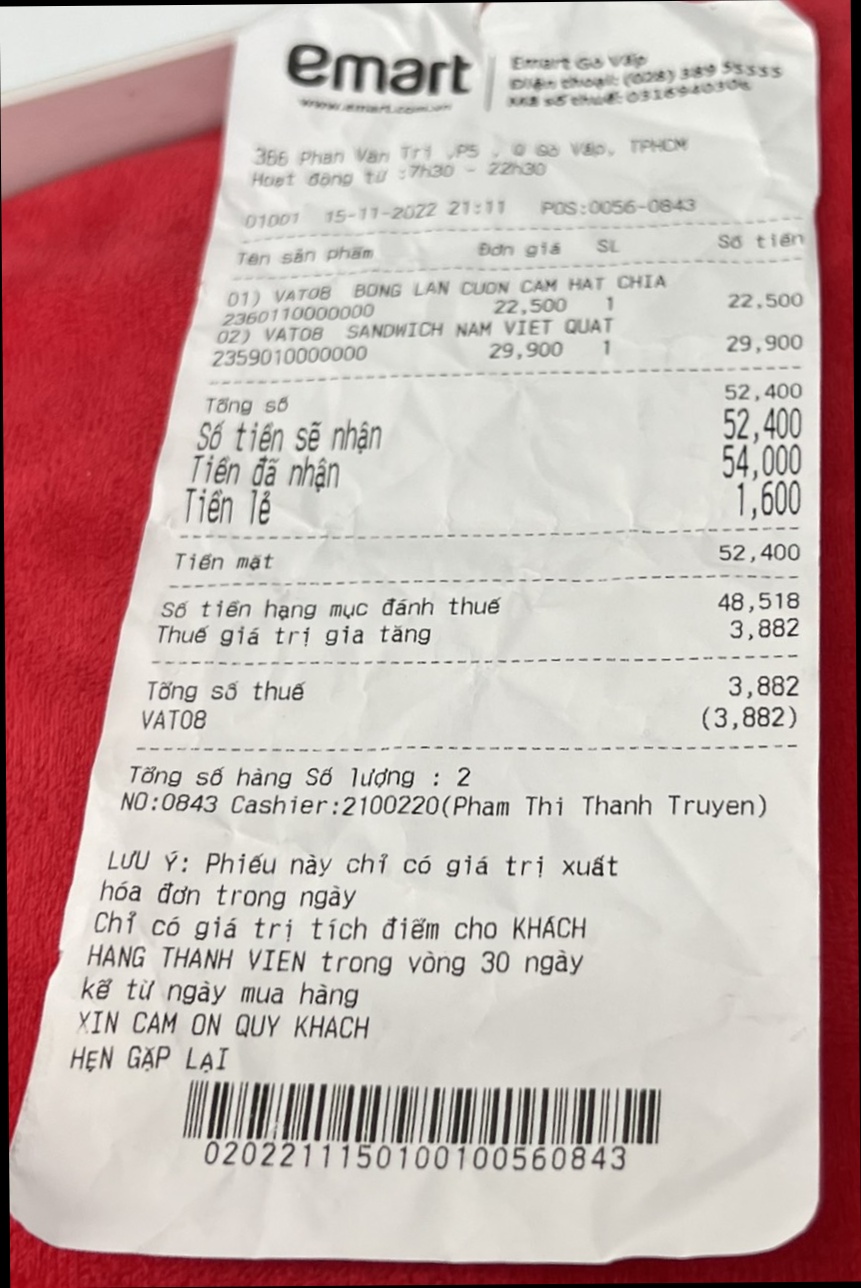 emart
Emart Gò Vấp
Điện thoại: (028) 389 55555
www.emart.com.vn
Mã số thuế: 0316940306
366 Phan Văn Trị ,P5 , Q Gò Vấp, TPHCM
Hoạt động từ :7h30 - 22h30
01001 15-11-2022 21:11 POS:0056-0843
Tên sản phẩm Đơn giá SL Số tiền
01) VAT08 BONG LAN CUON CAM HAT CHIA
2360110000000 22,500 1 22,500
02) VAT08 SANDWICH NAM VIET QUAT
2359010000000 29,900 1 29,900
Tổng số 52,400
Số tiền sẽ nhận 52,400
Tiền đã nhận 54,000
Tiền lẻ 1,600
Tiền mặt 52,400
Số tiền hạng mục đánh thuế 48,518
Thuế giá trị gia tăng 3,882
Tổng số thuế 3,882
VAT08 (3,882)
Tổng số hàng Số lượng : 2
NO:0843 Cashier:2100220(Pham Thi Thanh Truyen)
LƯU Ý: Phiếu này chỉ có giá trị xuất
hóa đơn trong ngày
Chỉ có giá trị tích điểm cho KHÁCH
HANG THANH VIEN trong vòng 30 ngày
kể từ ngày mua hàng
XIN CAM ON QUY KHACH
HẸN GẶP LẠI
0202211150100100560843